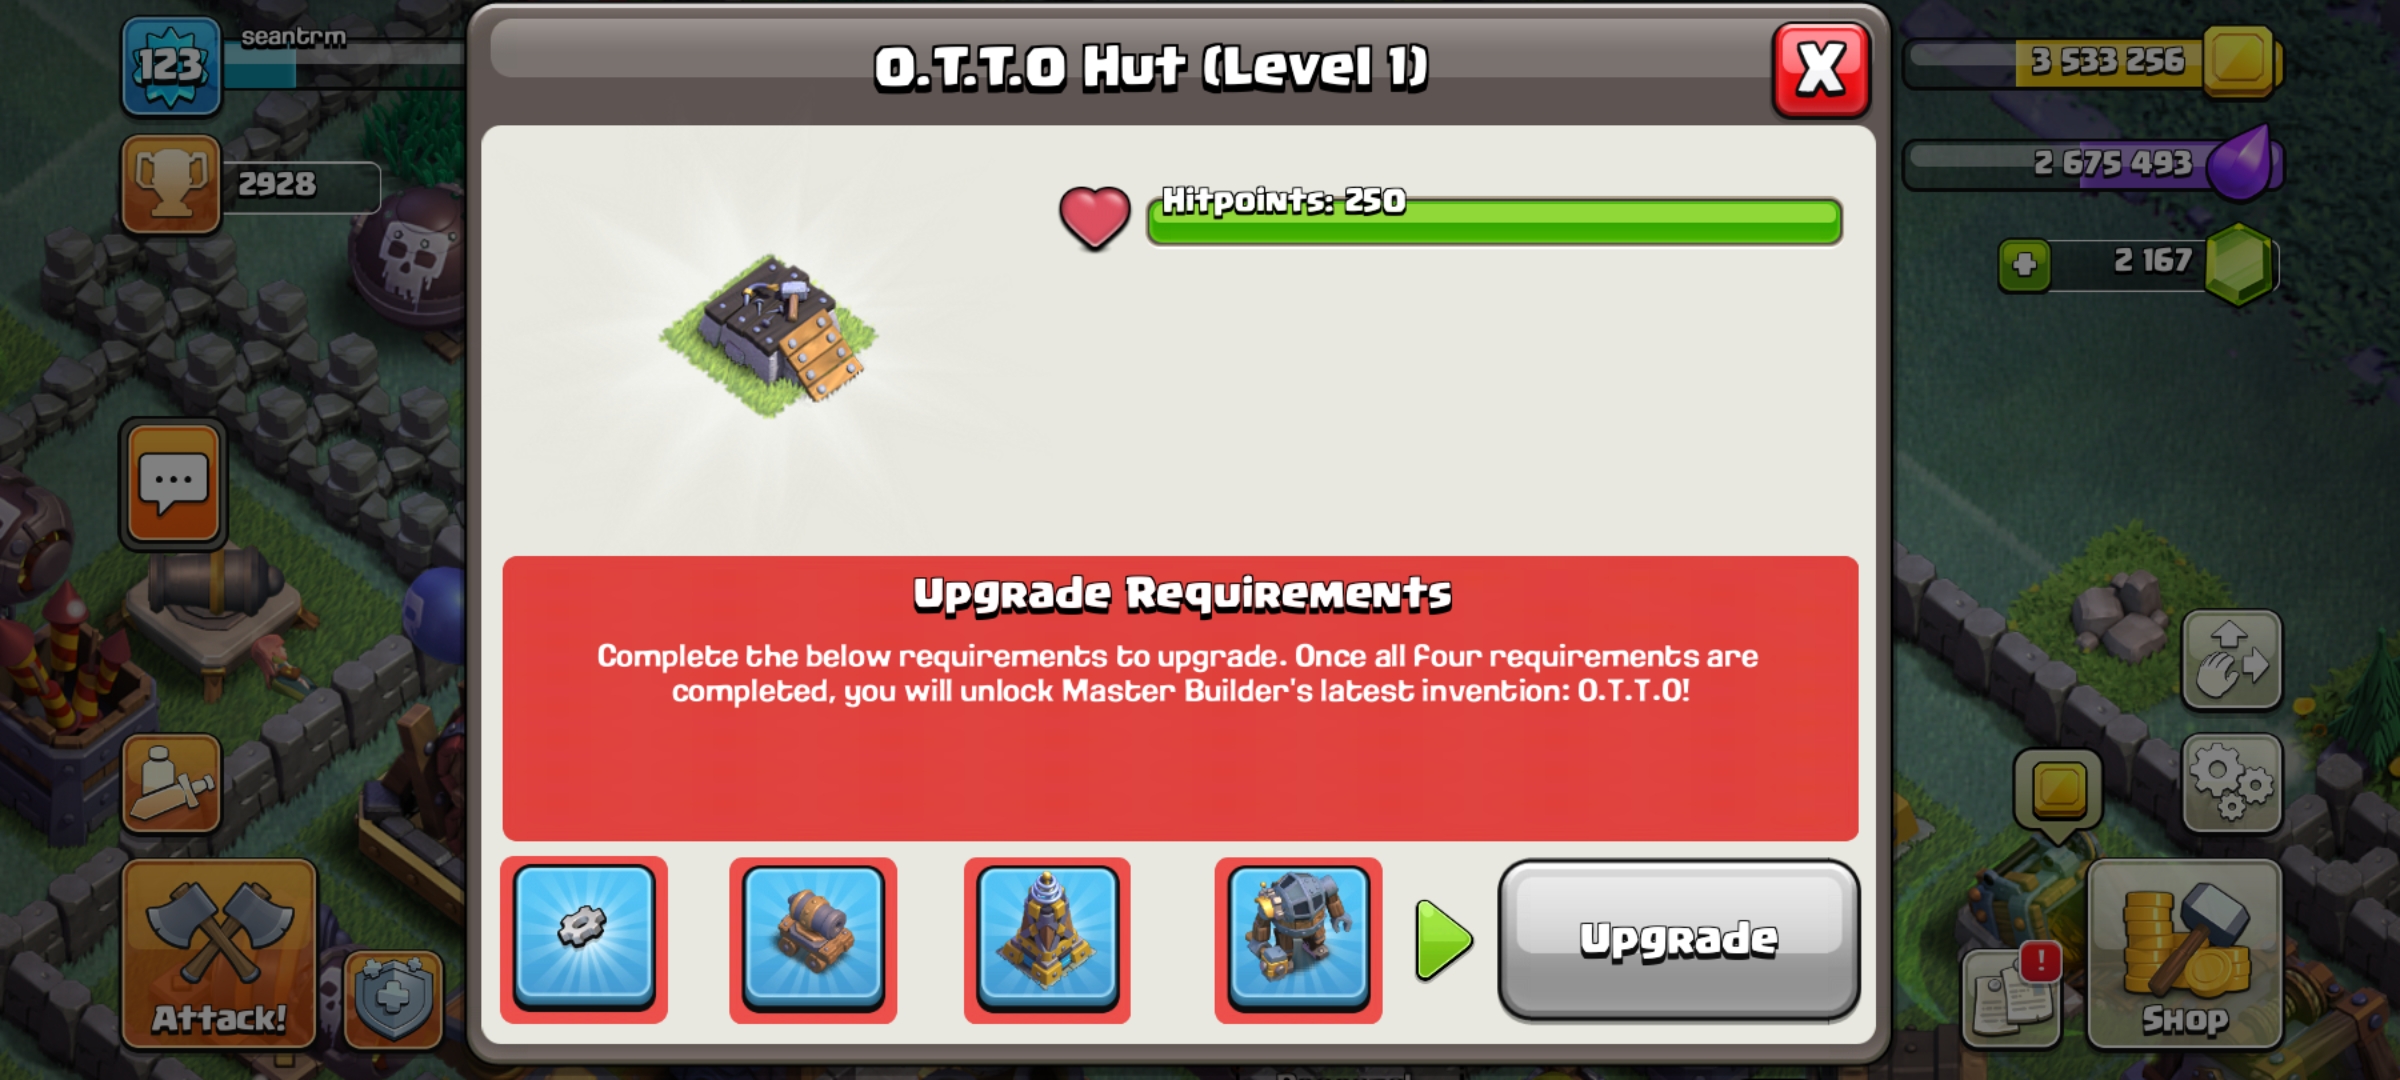 123
seantrm
2928
O.T.T.O Hut (Level 1)
X
3 533 256
2 675 493
2 167
Hitpoints: 250
Upgrade Requirements
Complete the below requirements to upgrade. Once all four requirements are
completed, you will unlock Master Builder's latest invention: O.T.T.O!
Upgrade
Attack!
!
Shop